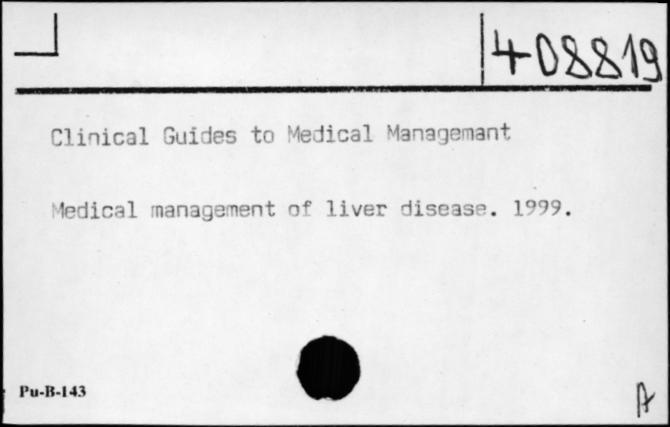 408819
Clinical Guides to Medical Managemant
Medical management of liver disease. 1999.
Pu-B-143
A